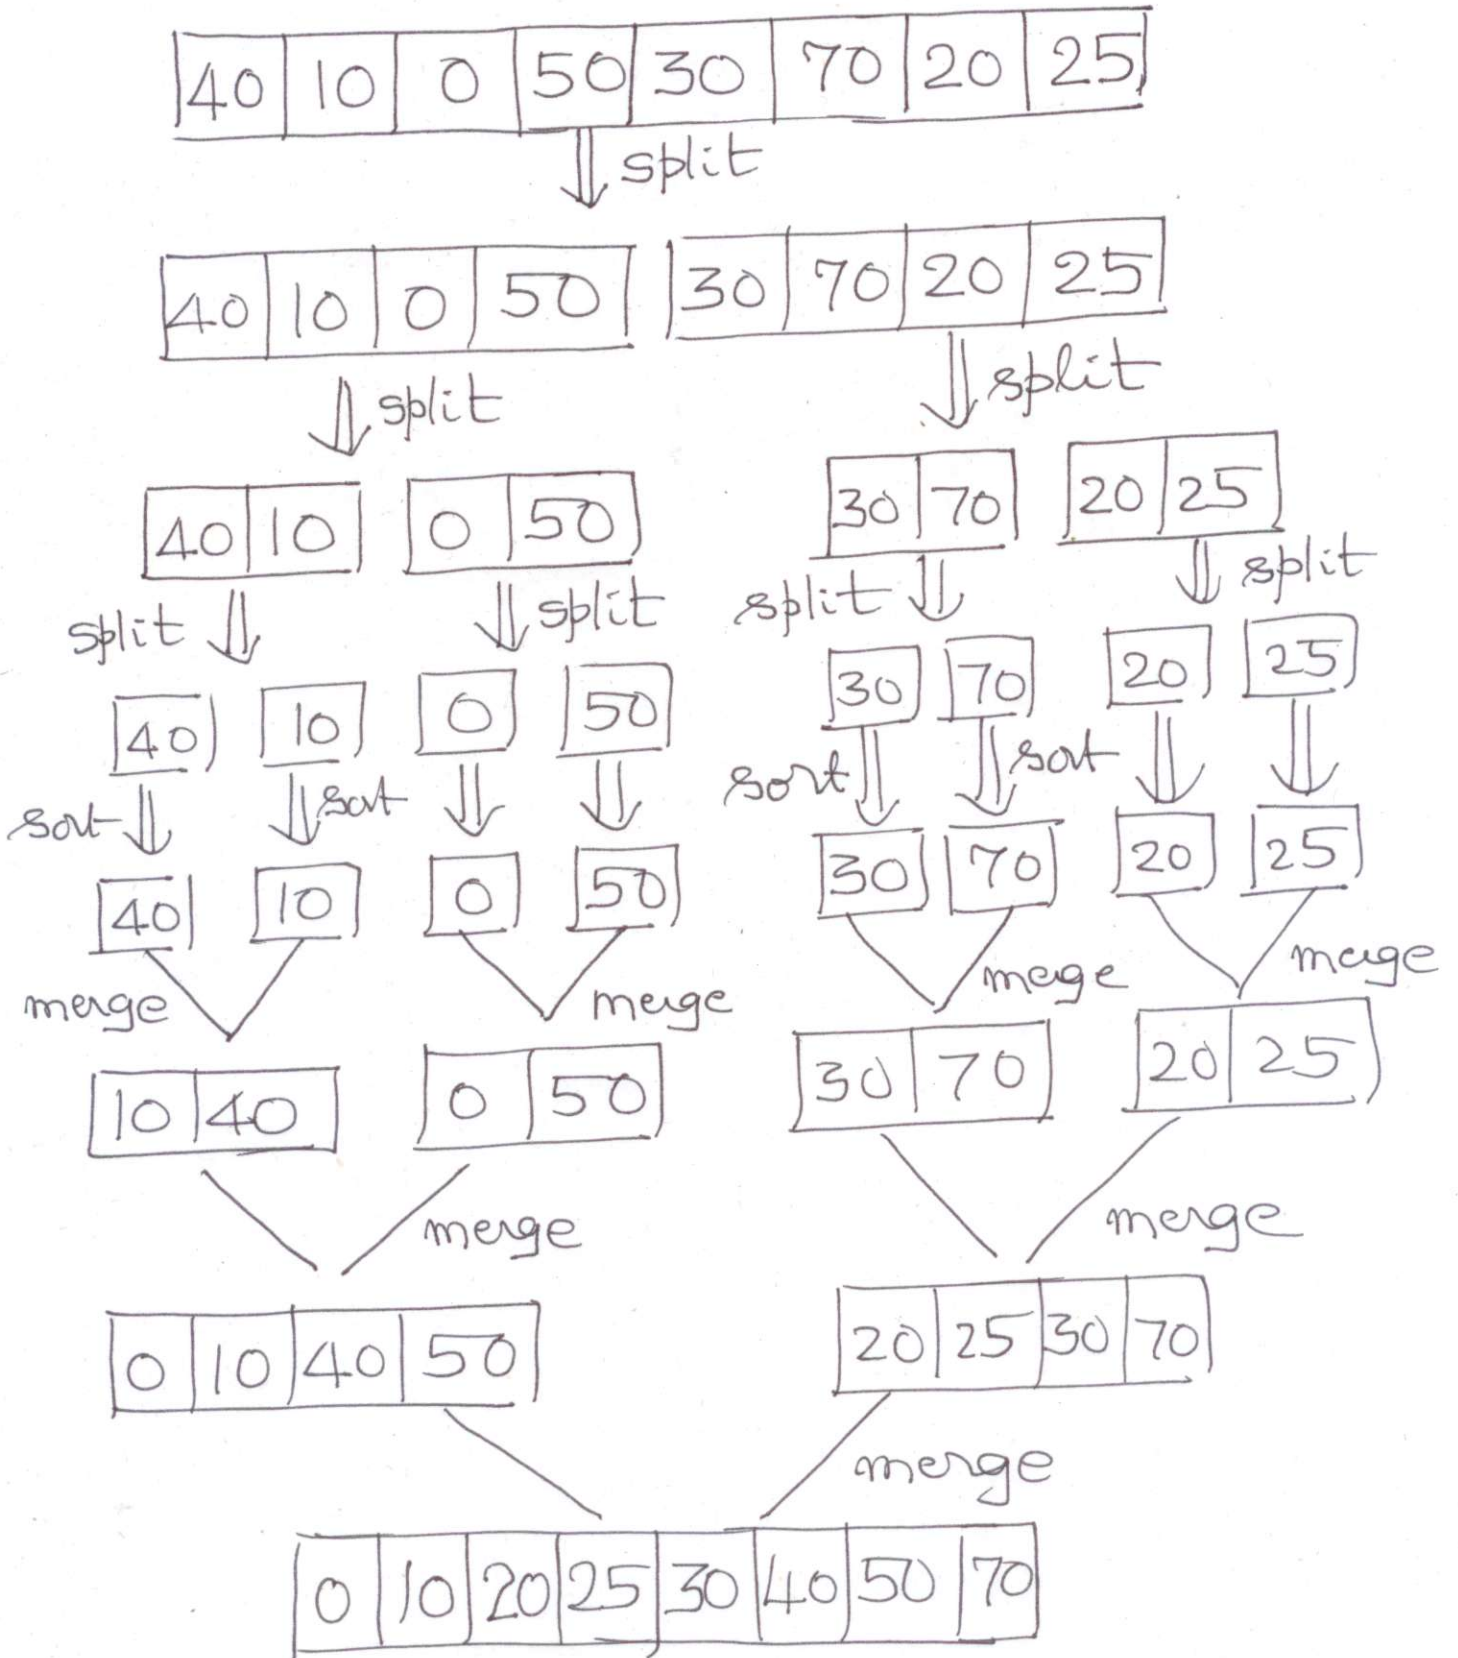 40 10 0 50 30 70 20 25
split
40 10 0 50 30 70 20 25
split split
40 10 0 50 30 70 20 25
split split split split
40 10 0 50 30 70 20 25
sort sort sort sort
40 10 0 50 30 70 20 25
merge merge merge merge
10 40 0 50 30 70 20 25
merge merge
0 10 40 50 20 25 30 70
merge
0 10 20 25 30 40 50 70